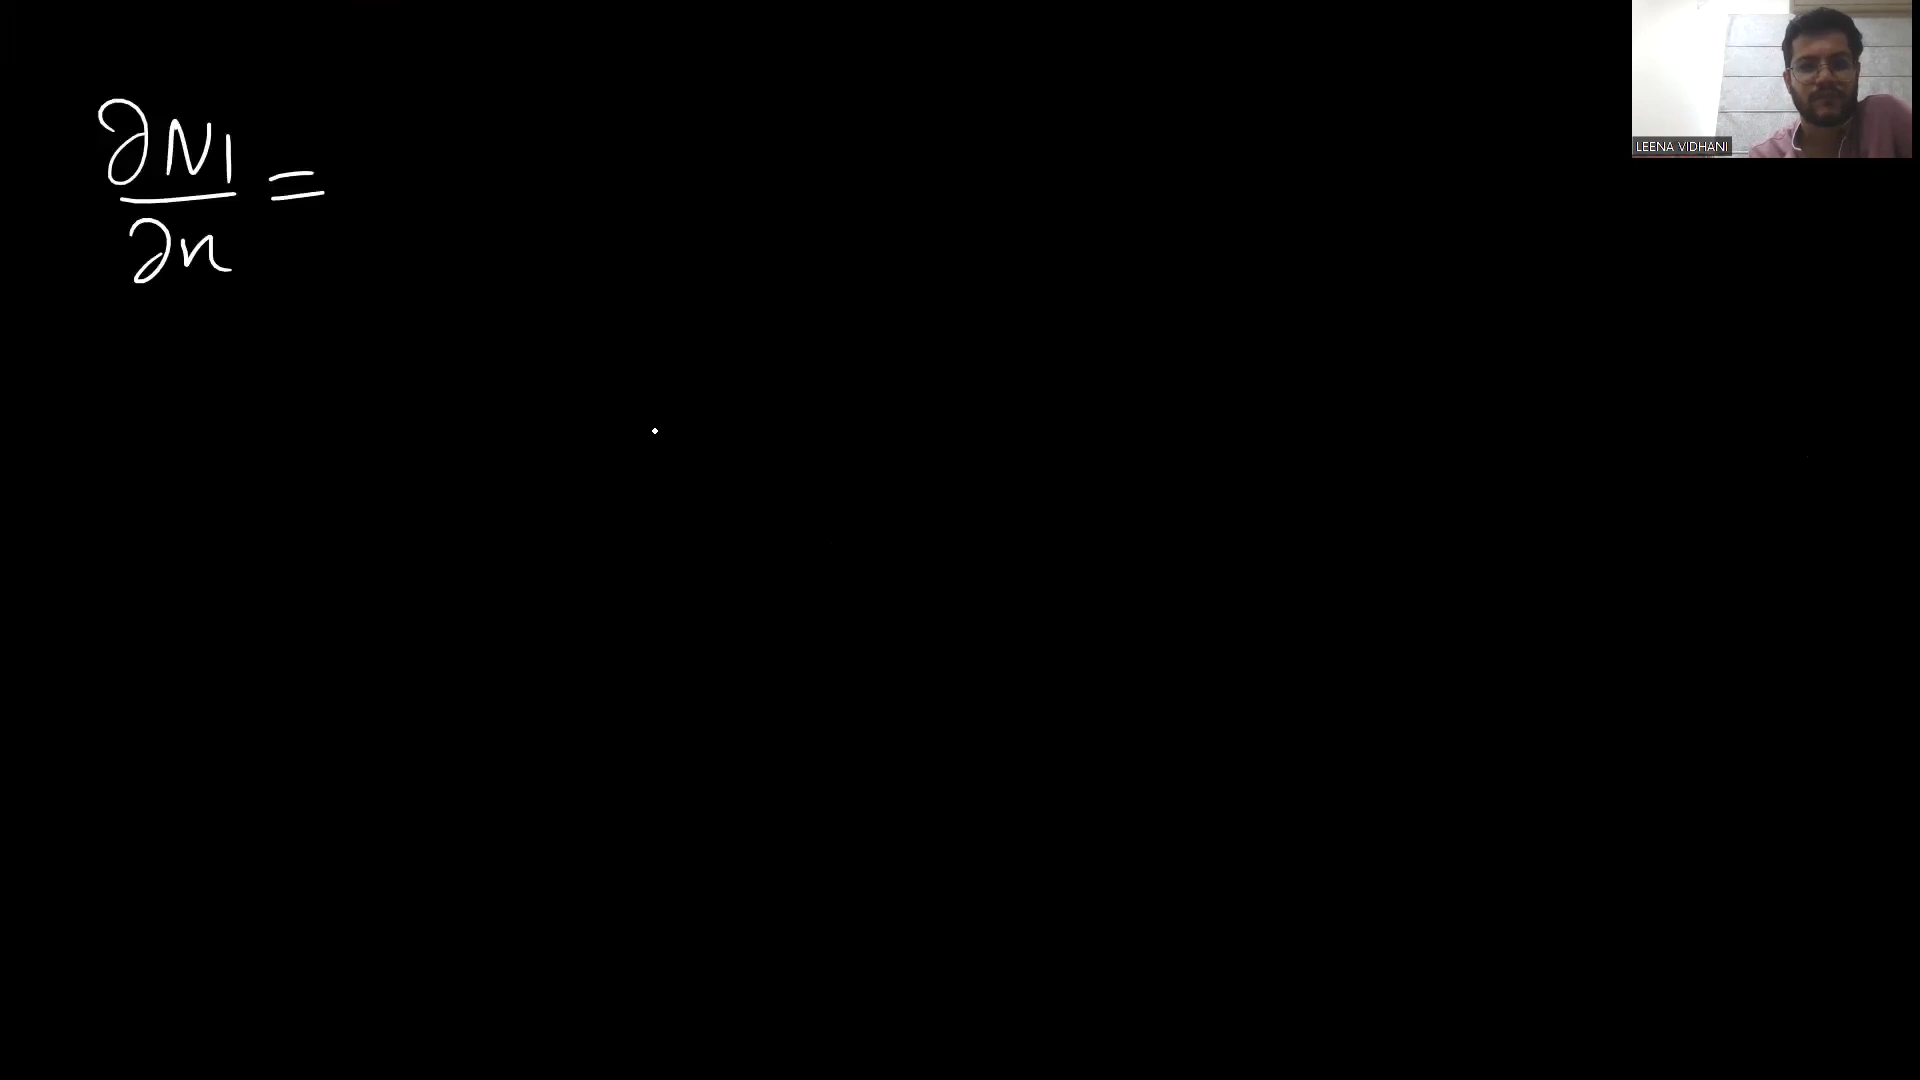 ∂N1
— =
∂x
LEENA VIDHANI